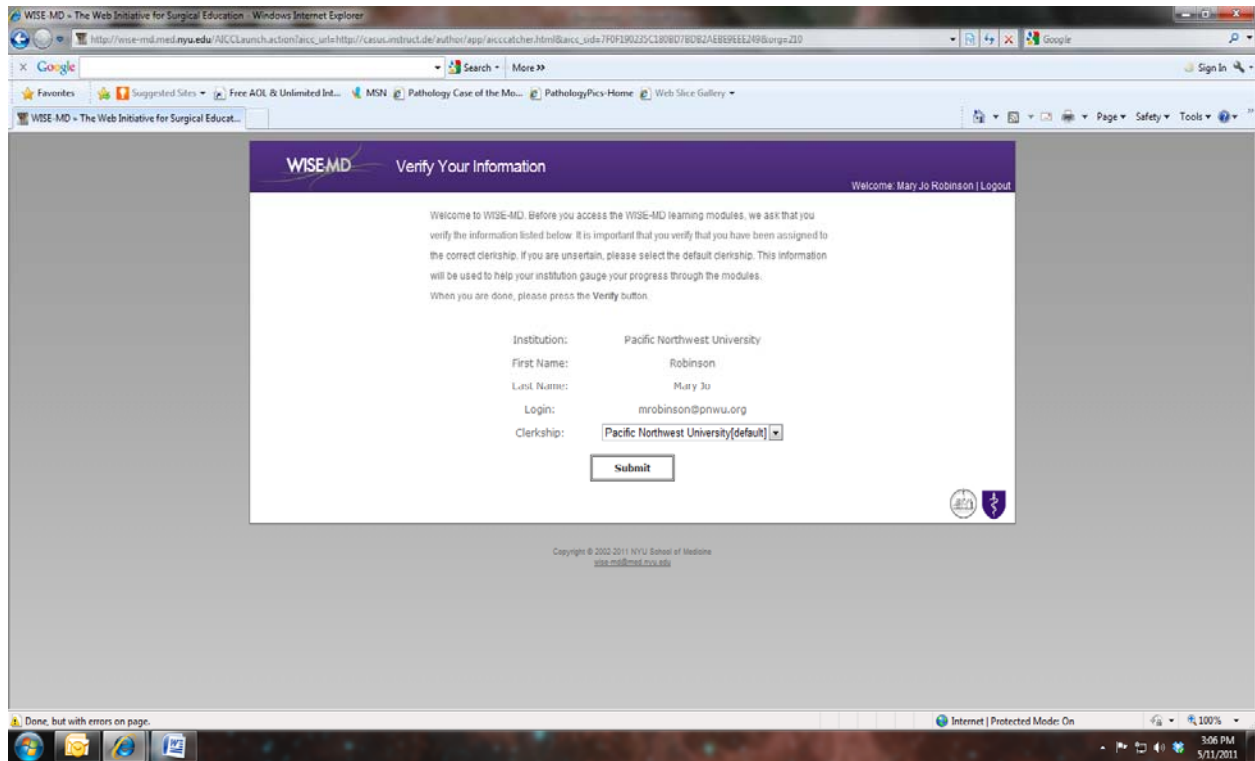 WISE-MD » The Web Initiative for Surgical Education - Windows Internet Explorer
Google
Google
Search
More »
Sign In
Favorites
Suggested Sites
Free AOL & Unlimited Int...
MSN
Pathology Case of the Mo...
PathologyPics-Home
Web Slice Gallery
WISE-MD » The Web Initiative for Surgical Educat...
Page
Safety
Tools
WISE-MD
Verify Your Information
Welcome: Mary Jo Robinson | Logout
Welcome to WISE-MD. Before you access the WISE-MD learning modules, we ask that you
verify the information listed below. It is important that you verify that you have been assigned to
the correct clerkship. If you are unsertain, please select the default clerkship. This information
will be used to help your institution gauge your progress through the modules.
When you are done, please press the Verify button.
Institution: Pacific Northwest University
First Name: Robinson
Last Name: Mary Jo
Login: mrobinson@pnwu.org
Clerkship: Pacific Northwest University[default]
Submit
Copyright © 2002-2011 NYU School of Medicine
wise-md@med.nyu.edu
Done, but with errors on page.
Internet | Protected Mode: On
100%
3:06 PM
5/11/2011